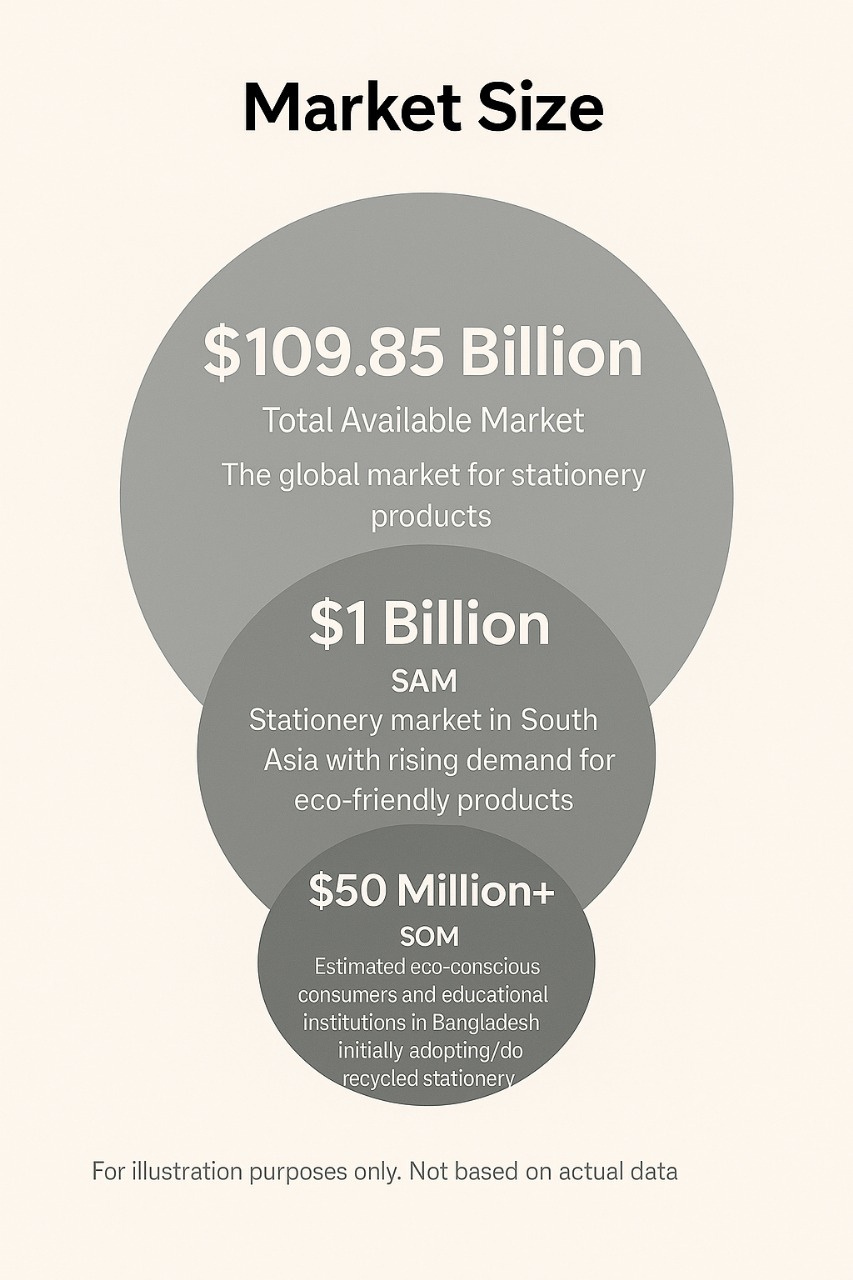 Market Size
$109.85 Billion
Total Available Market
The global market for stationery
products
$1 Billion
SAM
Stationery market in South
Asia with rising demand for
eco-friendly products
$50 Million+
SOM
Estimated eco-conscious
consumers and educational
institutions in Bangladesh
initially adopting/do
recycled stationery
For illustration purposes only. Not based on actual data